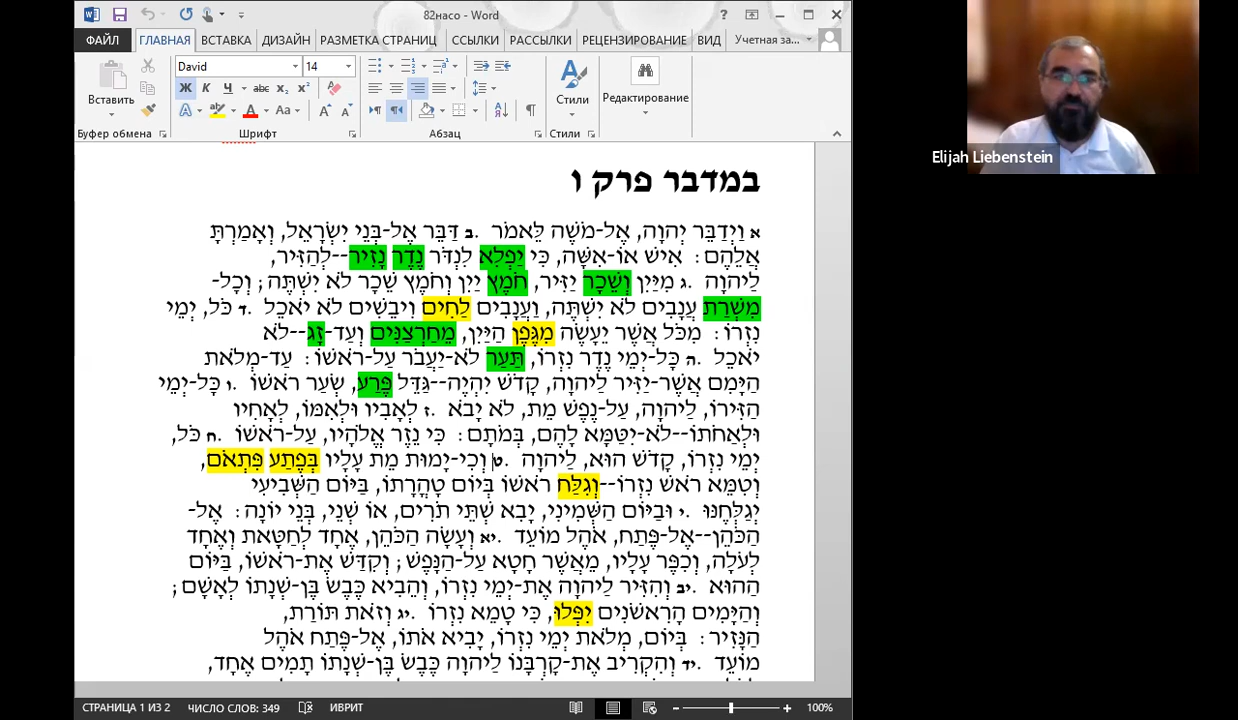 82насо - Word
ФАЙЛ ГЛАВНАЯ ВСТАВКА ДИЗАЙН РАЗМЕТКА СТРАНИЦ ССЫЛКИ РАССЫЛКИ РЕЦЕНЗИРОВАНИЕ ВИД Учетная за...
David 14
Ж К Ч abc x₂ x²
Вставить Стили Редактирование
Буфер обмена Шрифт Абзац Стили
Elijah Liebenstein
במדבר פרק ו
א וַיְדַבֵּר יְהוָה, אֶל-מֹשֶׁה לֵּאמֹר. ב דַּבֵּר אֶל-בְּנֵי יִשְׂרָאֵל, וְאָמַרְתָּ
אֲלֵהֶם: אִישׁ אוֹ-אִשָּׁה, כִּי יַפְלִא לִנְדֹּר נֶדֶר נָזִיר--לְהַזִּיר,
לַיהוָה. ג מִיַּיִן וְשֵׁכָר יַזִּיר, חֹמֶץ יַיִן וְחֹמֶץ שֵׁכָר לֹא יִשְׁתֶּה; וְכָל-
מִשְׁרַת עֲנָבִים לֹא יִשְׁתֶּה, וַעֲנָבִים לַחִים וִיבֵשִׁים לֹא יֹאכֵל. ד כֹּל, יְמֵי
נִזְרוֹ: מִכֹּל אֲשֶׁר יֵעָשֶׂה מִגֶּפֶן הַיַּיִן, מֵחַרְצַנִּים וְעַד-זָג--לֹא
יֹאכֵל. ה כָּל-יְמֵי נֶדֶר נִזְרוֹ, תַּעַר לֹא-יַעֲבֹר עַל-רֹאשׁוֹ: עַד-מְלֹאת
הַיָּמִם אֲשֶׁר-יַזִּיר לַיהוָה, קָדֹשׁ יִהְיֶה--גַּדֵּל פֶּרַע, שְׂעַר רֹאשׁוֹ. ו כָּל-יְמֵי
הַזִּירוֹ, לַיהוָה, עַל-נֶפֶשׁ מֵת, לֹא יָבֹא. ז לְאָבִיו וּלְאִמּוֹ, לְאָחִיו
וּלְאַחֹתוֹ--לֹא-יִטַּמָּא לָהֶם, בְּמֹתָם: כִּי נֵזֶר אֱלֹהָיו, עַל-רֹאשׁוֹ. ח כֹּל,
יְמֵי נִזְרוֹ, קָדֹשׁ הוּא, לַיהוָה. ט וְכִי-יָמוּת מֵת עָלָיו בְּפֶתַע פִּתְאֹם,
וְטִמֵּא רֹאשׁ נִזְרוֹ--וְגִלַּח רֹאשׁוֹ בְּיוֹם טָהֳרָתוֹ, בַּיּוֹם הַשְּׁבִיעִי
יְגַלְּחֶנּוּ. י וּבַיּוֹם הַשְּׁמִינִי, יָבִא שְׁתֵּי תֹרִים, אוֹ שְׁנֵי, בְּנֵי יוֹנָה: אֶל-
הַכֹּהֵן--אֶל-פֶּתַח, אֹהֶל מוֹעֵד. יא וְעָשָׂה הַכֹּהֵן, אֶחָד לְחַטָּאת וְאֶחָד
לְעֹלָה, וְכִפֶּר עָלָיו, מֵאֲשֶׁר חָטָא עַל-הַנָּפֶשׁ; וְקִדַּשׁ אֶת-רֹאשׁוֹ, בַּיּוֹם
הַהוּא. יב וְהִזִּיר לַיהוָה אֶת-יְמֵי נִזְרוֹ, וְהֵבִיא כֶּבֶשׂ בֶּן-שְׁנָתוֹ לְאָשָׁם;
וְהַיָּמִים הָרִאשֹׁנִים יִפְּלוּ, כִּי טָמֵא נִזְרוֹ. יג וְזֹאת תּוֹרַת,
הַנָּזִיר: בְּיוֹם, מְלֹאת יְמֵי נִזְרוֹ, יָבִיא אֹתוֹ, אֶל-פֶּתַח אֹהֶל
מוֹעֵד. יד וְהִקְרִיב אֶת-קָרְבָּנוֹ לַיהוָה כֶּבֶשׂ בֶּן-שְׁנָתוֹ תָמִים אֶחָד,
СТРАНИЦА 1 ИЗ 2 ЧИСЛО СЛОВ: 349 ИВРИТ 100%